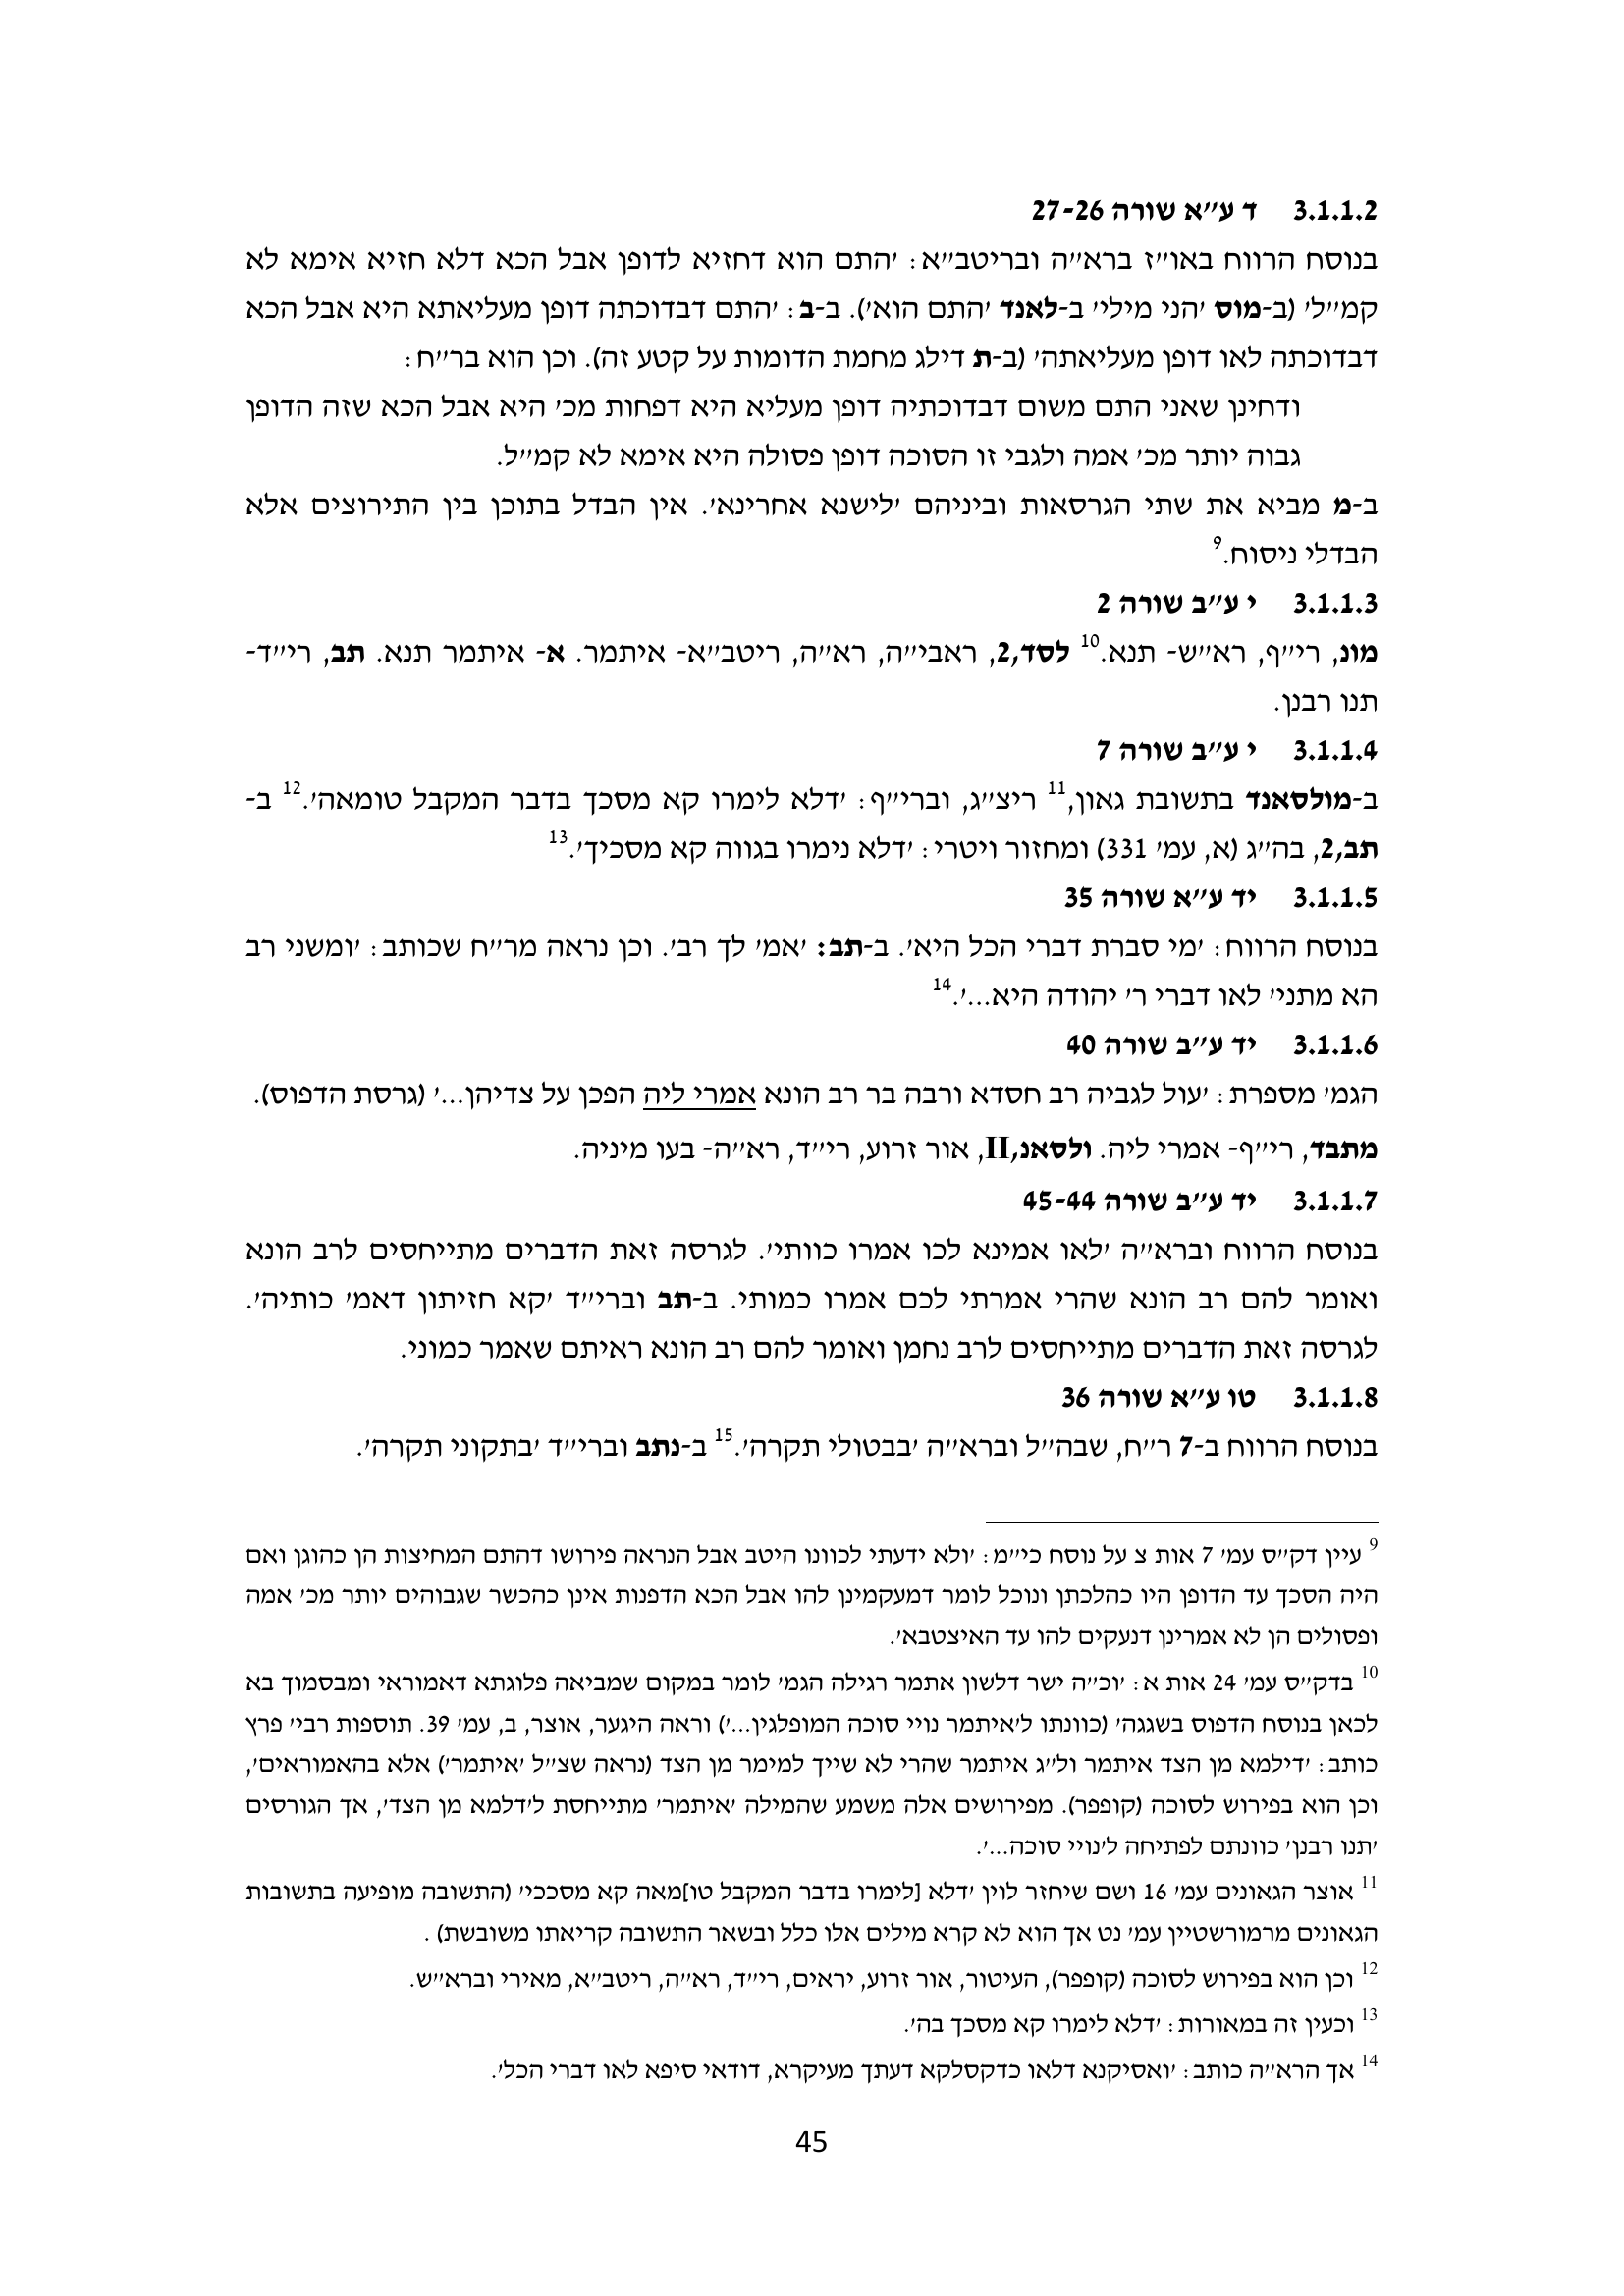 3.1.1.2 ד ע״א שורה 27-26
בנוסח הרווח באו״ז ברא״ה ובריטב״א: ׳התם הוא דחזיא לדופן אבל הכא דלא חזיא אימא לא
קמ״ל׳ (ב-מוס ׳הני מילי׳ ב-לאנד ׳התם הוא׳). ב-ב: ׳התם דבדוכתה דופן מעליאתא היא אבל הכא
דבדוכתה לאו דופן מעליאתה׳ (ב-ת דילג מחמת הדומות על קטע זה). וכן הוא בר״ח:
ודחינן שאני התם משום דבדוכתיה דופן מעליא היא דפחות מכ׳ היא אבל הכא שזה הדופן
גבוה יותר מכ׳ אמה ולגבי זו הסוכה דופן פסולה היא אימא לא קמ״ל.
ב-מ מביא את שתי הגרסאות וביניהם ׳לישנא אחרינא׳. אין הבדל בתוכן בין התירוצים אלא
הבדלי ניסוח.9
3.1.1.3 י ע״ב שורה 2
מונ, רי״ף, רא״ש- תנא.10 לסד,2, ראבי״ה, רא״ה, ריטב״א- איתמר. א- איתמר תנא. תב, רי״ד-
תנו רבנן.
3.1.1.4 י ע״ב שורה 7
ב-מולסאנד בתשובת גאון,11 ריצ״ג, וברי״ף: ׳דלא לימרו קא מסכך בדבר המקבל טומאה׳.12 ב-
תב,2, בה״ג (א, עמ׳ 331) ומחזור ויטרי: ׳דלא נימרו בגווה קא מסכיך׳.13
3.1.1.5 יד ע״א שורה 35
בנוסח הרווח: ׳מי סברת דברי הכל היא׳. ב-תב: ׳אמ׳ לך רב׳. וכן נראה מר״ח שכותב: ׳ומשני רב
הא מתני׳ לאו דברי ר׳ יהודה היא...׳.14
3.1.1.6 יד ע״ב שורה 40
הגמ׳ מספרת: ׳עול לגביה רב חסדא ורבה בר רב הונא אמרי ליה הפכן על צדיהן...׳ (גרסת הדפוס).
מתבד, רי״ף- אמרי ליה. ולסאנ,II, אור זרוע, רי״ד, רא״ה- בעו מיניה.
3.1.1.7 יד ע״ב שורה 45-44
בנוסח הרווח וברא״ה ׳לאו אמינא לכו אמרו כוותי׳. לגרסה זאת הדברים מתייחסים לרב הונא
ואומר להם רב הונא שהרי אמרתי לכם אמרו כמותי. ב-תב וברי״ד ׳קא חזיתון דאמ׳ כותיה׳.
לגרסה זאת הדברים מתייחסים לרב נחמן ואומר להם רב הונא ראיתם שאמר כמוני.
3.1.1.8 טו ע״א שורה 36
בנוסח הרווח ב-7 ר״ח, שבה״ל וברא״ה ׳בבטולי תקרה׳.15 ב-נתב וברי״ד ׳בתקוני תקרה׳.
9 עיין דק״ס עמ׳ 7 אות צ על נוסח כי״מ: ׳ולא ידעתי לכוונו היטב אבל הנראה פירושו דהתם המחיצות הן כהוגן ואם
היה הסכך עד הדופן היו כהלכתן ונוכל לומר דמעקמינן להו אבל הכא הדפנות אינן כהכשר שגבוהים יותר מכ׳ אמה
ופסולים הן לא אמרינן דנעקים להו עד האיצטבא׳.
10 בדק״ס עמ׳ 24 אות א: ׳וכ״ה ישר דלשון אתמר רגילה הגמ׳ לומר במקום שמביאה פלוגתא דאמוראי ומבסמוך בא
לכאן בנוסח הדפוס בשגגה׳ (כוונתו ל׳איתמר נויי סוכה המופלגין...׳) וראה היגער, אוצר, ב, עמ׳ 39. תוספות רבי׳ פרץ
כותב: ׳דילמא מן הצד איתמר ול״ג איתמר שהרי לא שייך למימר מן הצד (נראה שצ״ל ׳איתמר׳) אלא בהאמוראים׳,
וכן הוא בפירוש לסוכה (קופפר). מפירושים אלה משמע שהמילה ׳איתמר׳ מתייחסת ל׳דלמא מן הצד׳, אך הגורסים
׳תנו רבנן׳ כוונתם לפתיחה ל׳נויי סוכה...׳.
11 אוצר הגאונים עמ׳ 16 ושם שיחזר לוין ׳דלא [לימרו בדבר המקבל טו]מאה קא מסככי׳ (התשובה מופיעה בתשובות
הגאונים מרמורשטיין עמ׳ נט אך הוא לא קרא מילים אלו כלל ובשאר התשובה קריאתו משובשת) .
12 וכן הוא בפירוש לסוכה (קופפר), העיטור, אור זרוע, יראים, רי״ד, רא״ה, ריטב״א, מאירי וברא״ש.
13 וכעין זה במאורות: ׳דלא לימרו קא מסכך בה׳.
14 אך הרא״ה כותב: ׳ואסיקנא דלאו כדקסלקא דעתך מעיקרא, דודאי סיפא לאו דברי הכל׳.
45